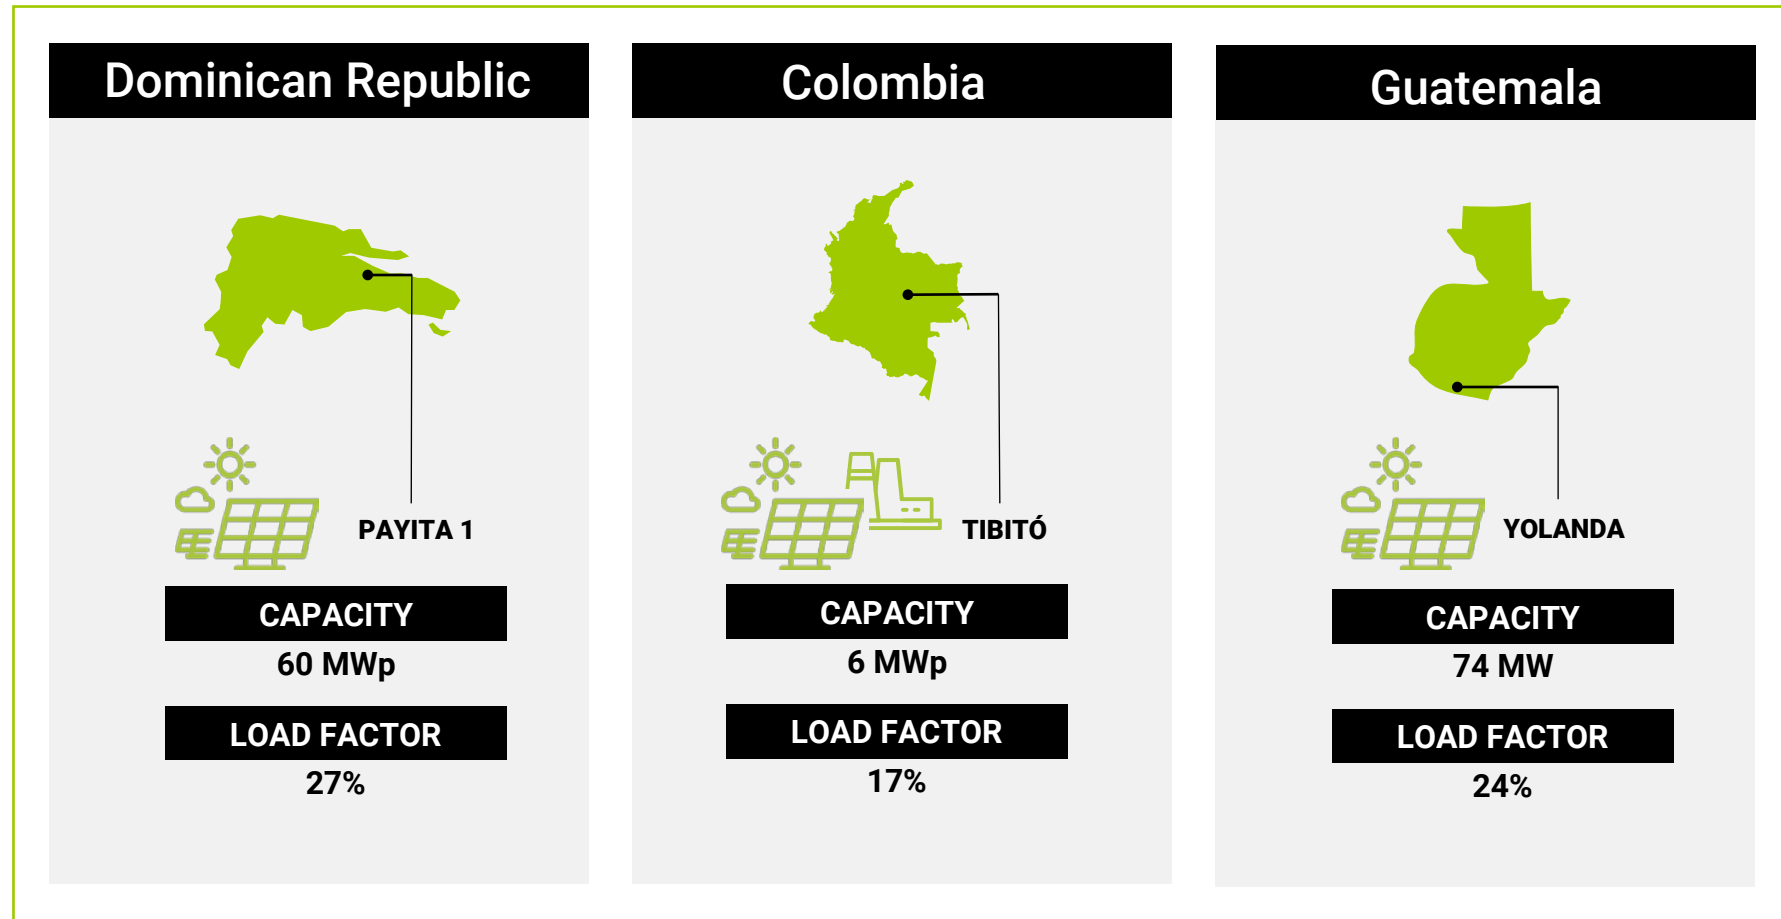 Dominican Republic
PAYITA 1
CAPACITY
60 MWp
LOAD FACTOR
27%
Colombia
TIBITÓ
CAPACITY
6 MWp
LOAD FACTOR
17%
Guatemala
YOLANDA
CAPACITY
74 MW
LOAD FACTOR
24%